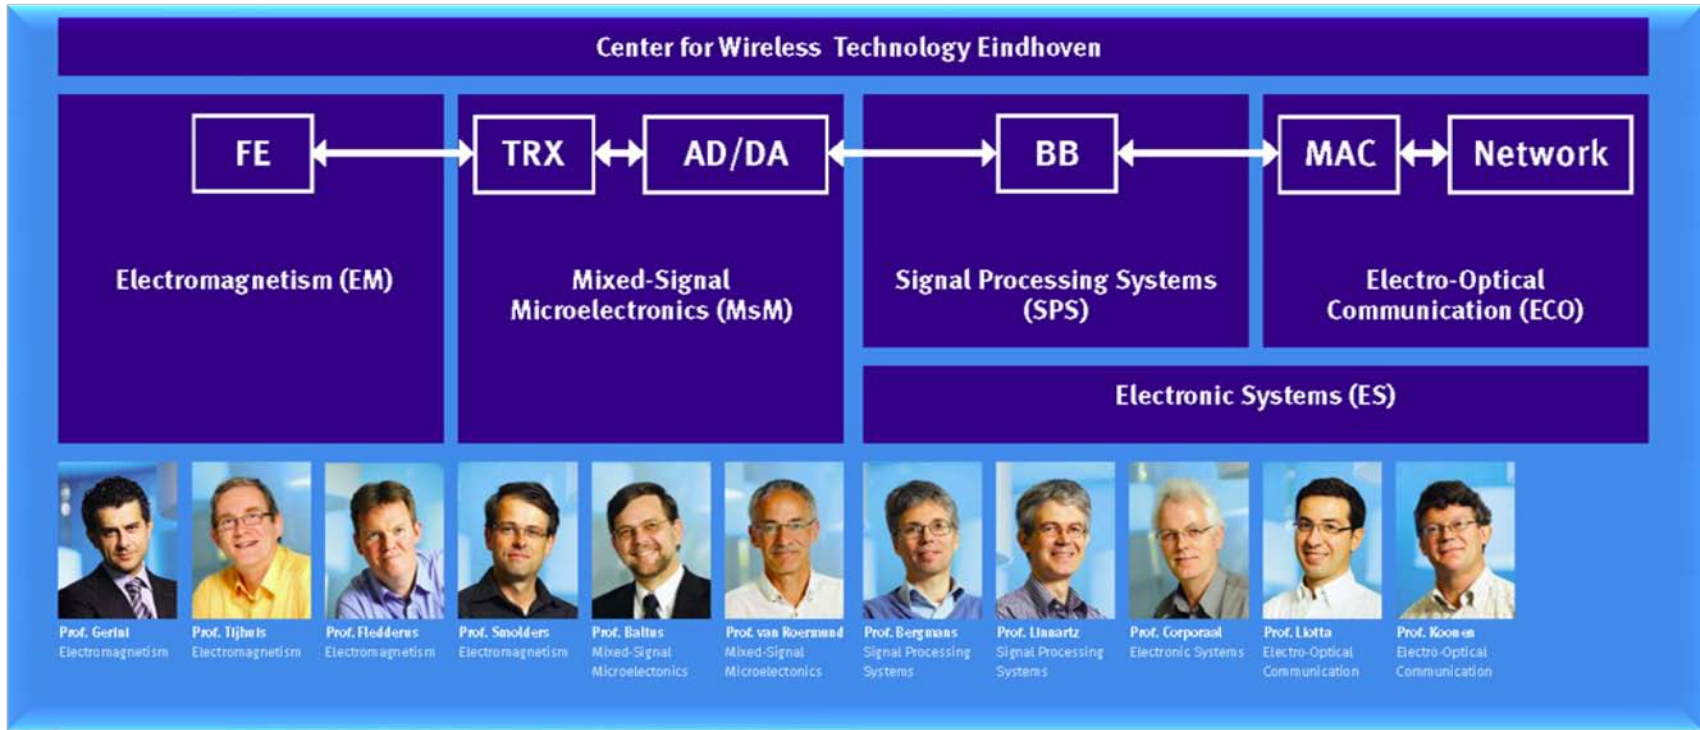 Center for Wireless Technology Eindhoven
FE
TRX
AD/DA
BB
MAC
Network
Electromagnetism (EM)
Mixed-Signal
Microelectronics (MsM)
Signal Processing Systems
(SPS)
Electro-Optical
Communication (ECO)
Electronic Systems (ES)
Prof. Gerini
Electromagnetism
Prof. Tijhuis
Electromagnetism
Prof. Fledderus
Electromagnetism
Prof. Smolders
Electromagnetism
Prof. Baltus
Mixed-Signal
Microelectonics
Prof. van Roermund
Mixed-Signal
Microelectonics
Prof. Bergmans
Signal Processing
Systems
Prof. Linnartz
Signal Processing
Systems
Prof. Corporaal
Electronic Systems
Prof. Liotta
Electro-Optical
Communication
Prof. Koonen
Electro-Optical
Communication